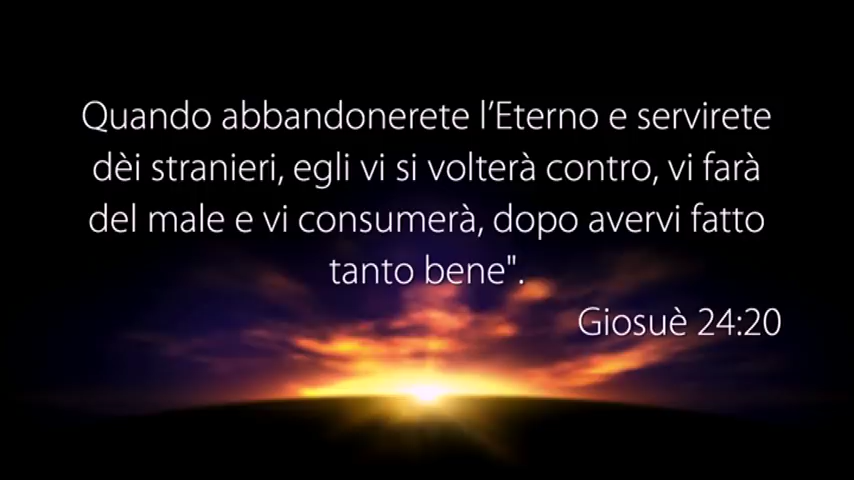 Quando abbandonerete l’Eterno e servirete
dèi stranieri, egli vi si volterà contro, vi farà
del male e vi consumerà, dopo avervi fatto
tanto bene".
Giosuè 24:20